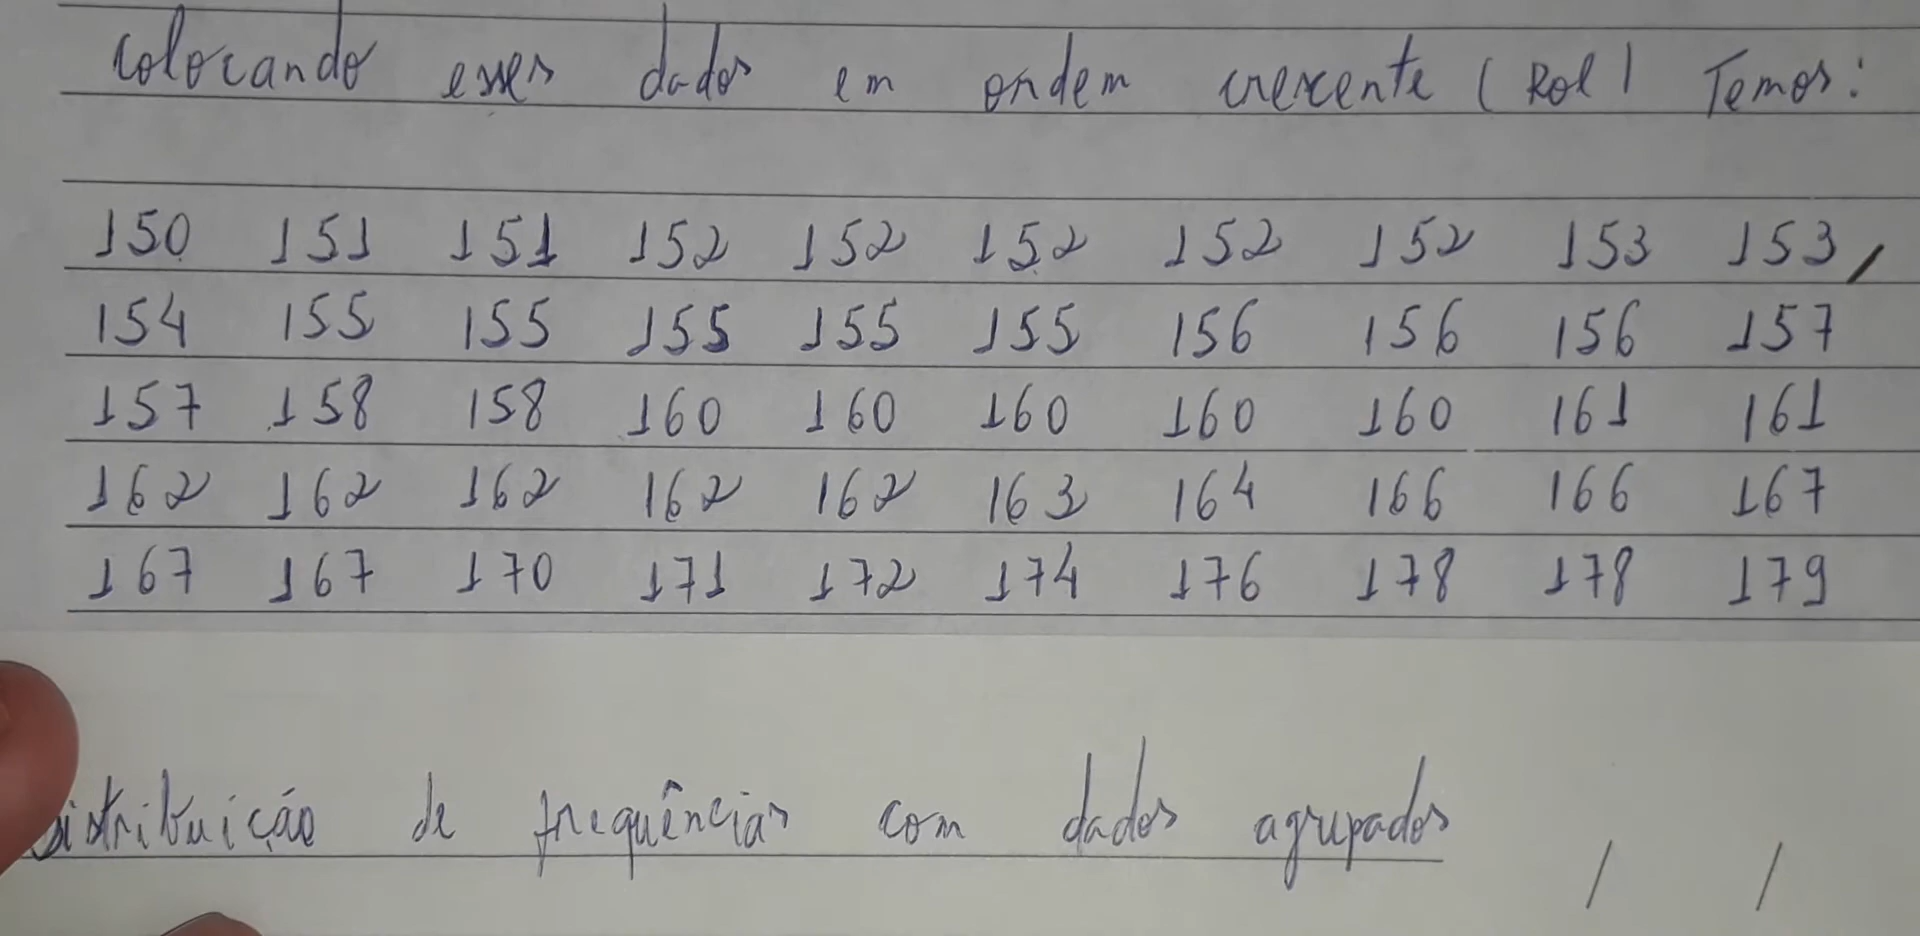 colocando esses dados em ordem crescente (Rol) Temos:
150 151 151 152 152 152 152 152 153 153,
154 155 155 155 155 155 156 156 156 157
157 158 158 160 160 160 160 160 161 161
162 162 162 162 162 163 164 166 166 167
167 167 170 171 172 174 176 178 178 179
Distribuição de frequências com dados agrupados / /